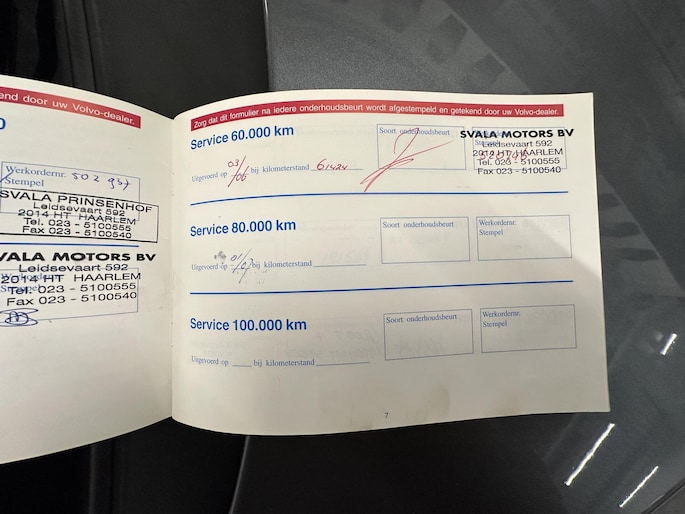 end door uw Volvo-dealer.
0
Werkordernr. 502 937
Stempel
SVALA PRINSENHOF
Leidsevaart 592
2014 HT HAARLEM
Tel. 023 - 5100555
Fax 023 - 5100540
VALA MOTORS BV
Leidsevaart 592
2014 HT HAARLEM
Tel. 023 - 5100555
Fax 023 - 5100540
Zorg dat dit formulier na iedere onderhoudsbeurt wordt afgestempeld en getekend door uw Volvo-dealer.
Service 60.000 km
Uitgevoerd op 03/06 bij kilometerstand 61424
Soort onderhoudsbeurt
SVALA MOTORS BV
Leidsevaart 592
2014 HT HAARLEM
Tel. 023 - 5100555
Fax 023 - 5100540
Service 80.000 km
Uitgevoerd op 01/07 bij kilometerstand
Soort onderhoudsbeurt
Werkordernr.
Stempel
Service 100.000 km
Uitgevoerd op bij kilometerstand
Soort onderhoudsbeurt
Werkordernr.
Stempel
7